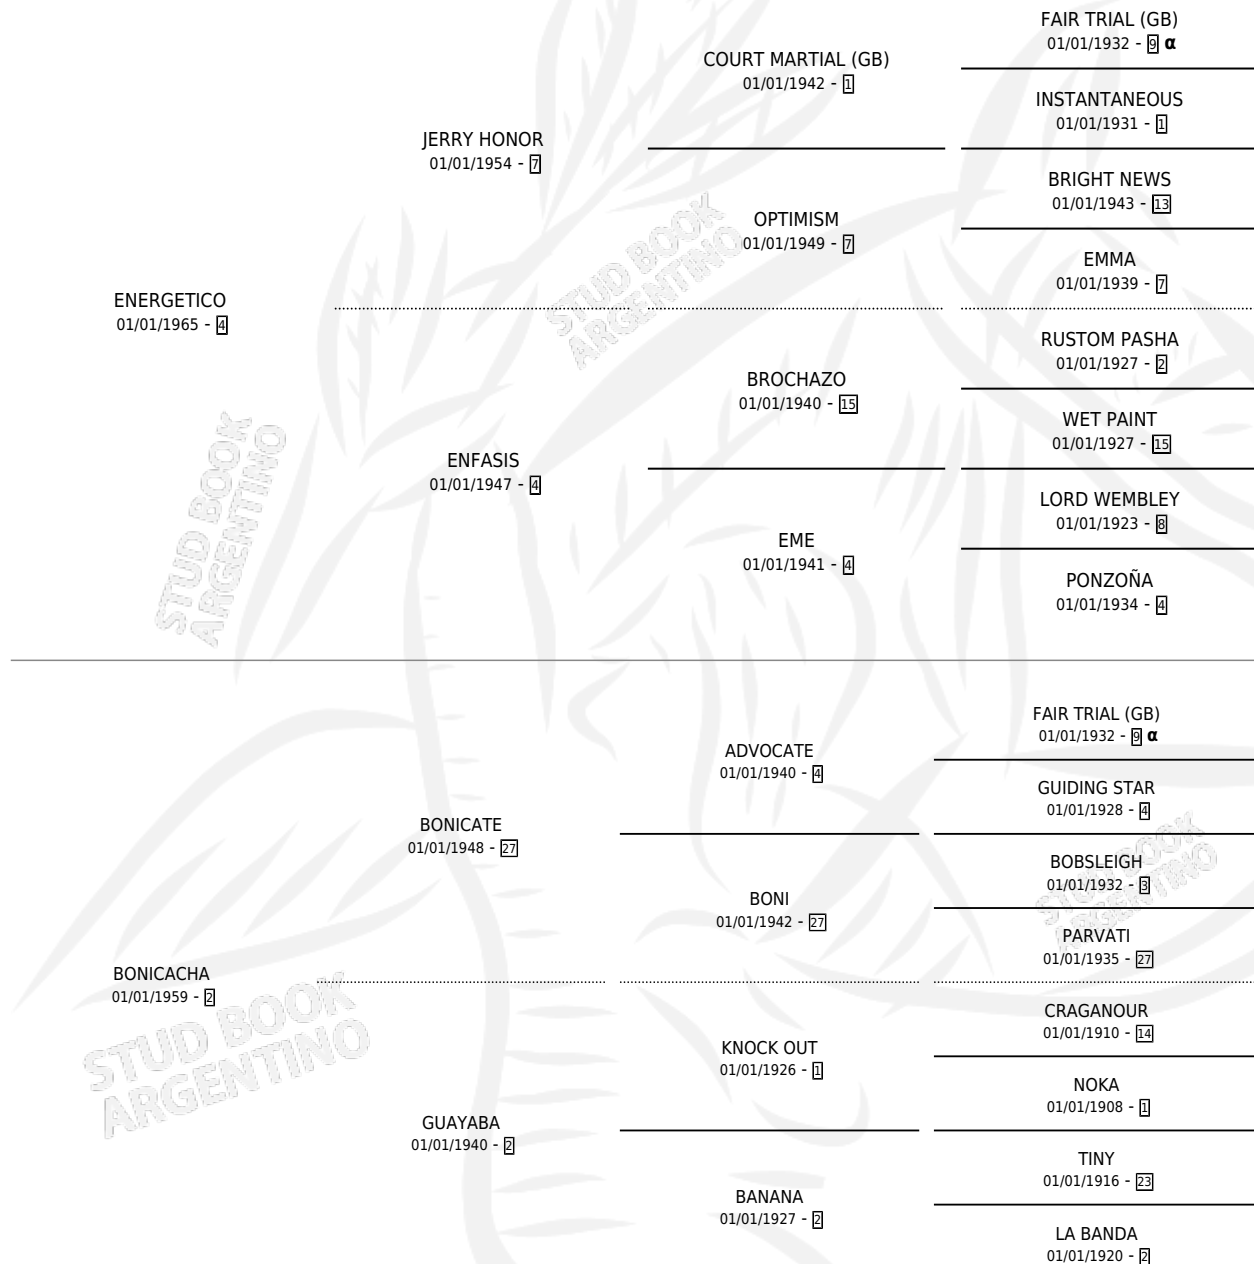 FAIR TRIAL (GB)
01/01/1932 - 9 α
COURT MARTIAL (GB)
01/01/1942 - 1
INSTANTANEOUS
01/01/1931 - 1
JERRY HONOR
01/01/1954 - 7
BRIGHT NEWS
01/01/1943 - 13
OPTIMISM
01/01/1949 - 7
EMMA
01/01/1939 - 7
ENERGETICO
01/01/1965 - 4
RUSTOM PASHA
01/01/1927 - 2
BROCHAZO
01/01/1940 - 15
WET PAINT
01/01/1927 - 15
ENFASIS
01/01/1947 - 4
LORD WEMBLEY
01/01/1923 - 8
EME
01/01/1941 - 4
PONZOÑA
01/01/1934 - 4
FAIR TRIAL (GB)
01/01/1932 - 9 α
ADVOCATE
01/01/1940 - 4
GUIDING STAR
01/01/1928 - 4
BONICATE
01/01/1948 - 27
BOBSLEIGH
01/01/1932 - 3
BONI
01/01/1942 - 27
PARVATI
01/01/1935 - 27
BONICACHA
01/01/1959 - 2
CRAGANOUR
01/01/1910 - 14
KNOCK OUT
01/01/1926 - 1
NOKA
01/01/1908 - 1
GUAYABA
01/01/1940 - 2
TINY
01/01/1916 - 23
BANANA
01/01/1927 - 2
LA BANDA
01/01/1920 - 2
STUD BOOK
ARGENTINO
STUD BOOK
ARGENTINO
STUD BOOK
ARGENTINO
STUD BOOK
ARGENTINO